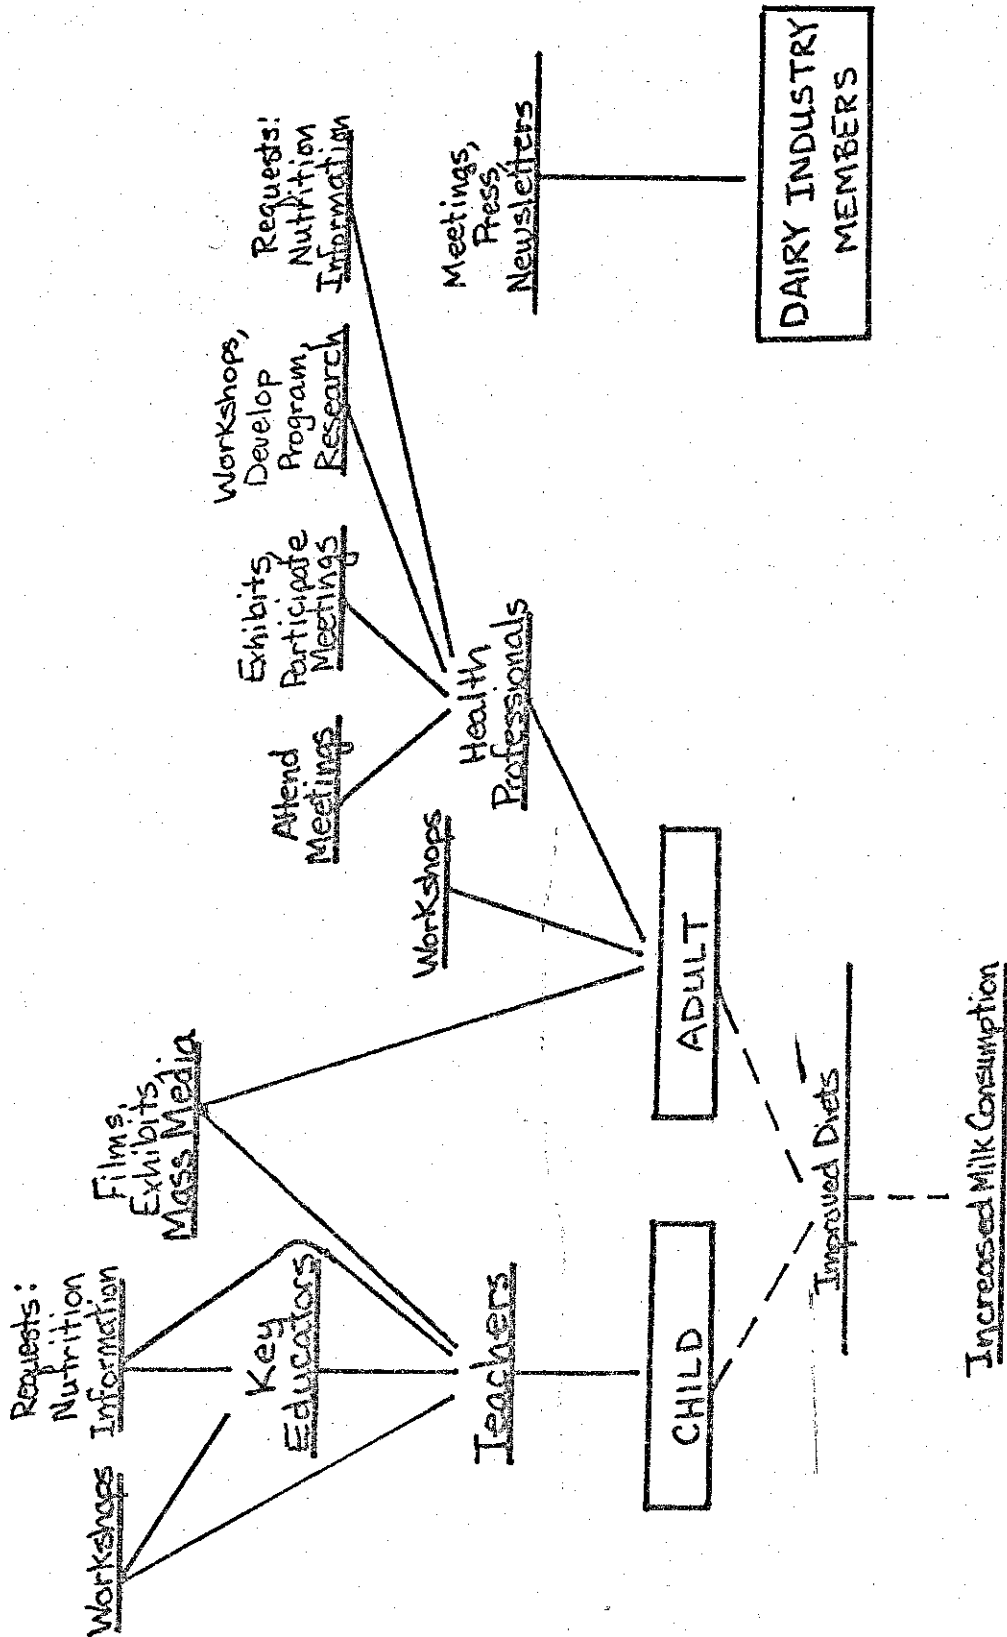 Requests:
Nutrition
Information
Workshops
Films,
Exhibits,
Mass Media
Key
Educators
Teachers
CHILD
Workshops
Attend
Meetings
Exhibits,
Participate
Meetings
Workshops,
Develop
Program,
Research
Requests:
Nutrition
Information
Health
Professionals
ADULT
Improved Diets
Increased Milk Consumption
Meetings,
Press,
Newsletters
DAIRY INDUSTRY
MEMBERS